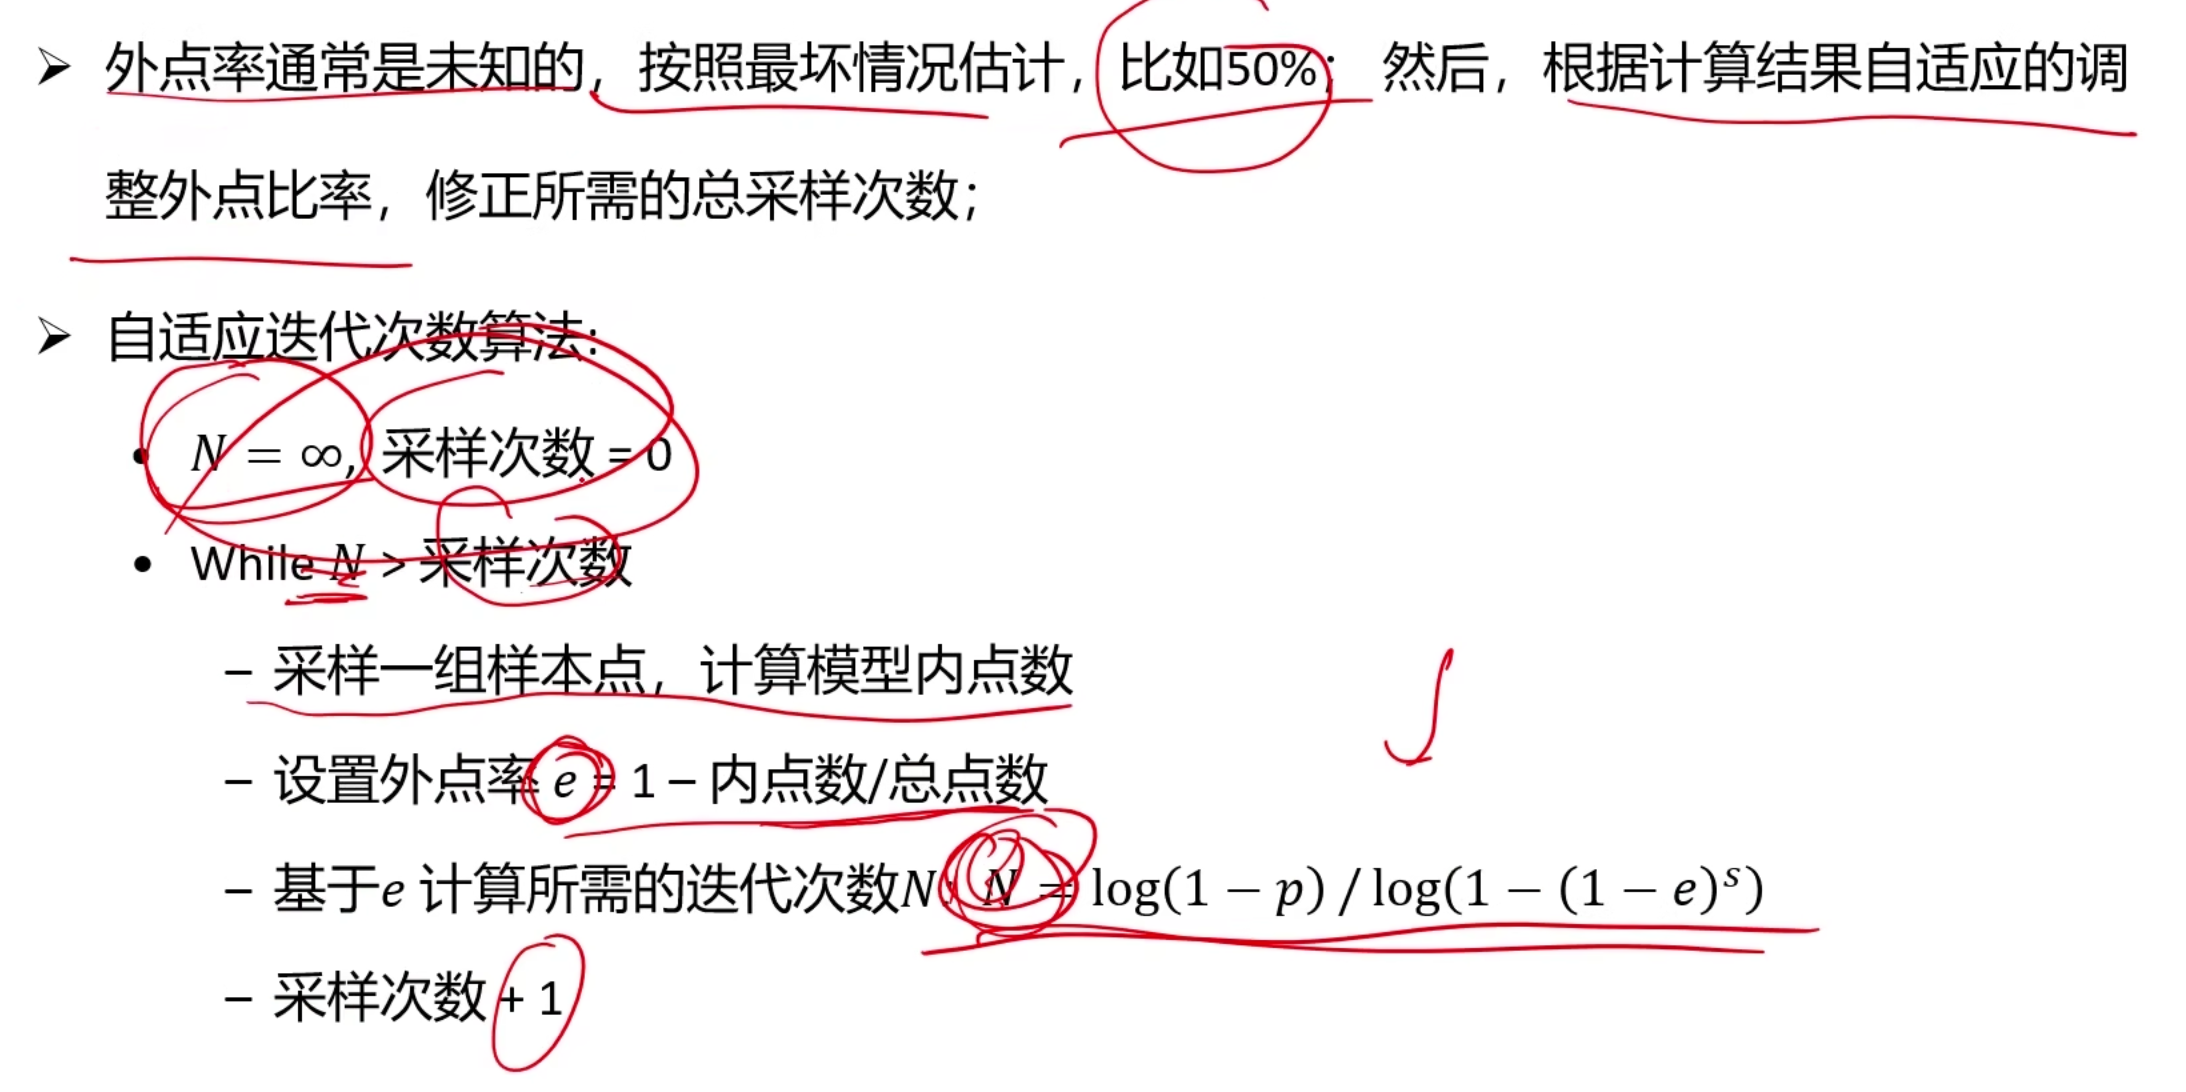 ➢ 外点率通常是未知的，按照最坏情况估计，比如50%； 然后，根据计算结果自适应的调
整外点比率，修正所需的总采样次数；
➢ 自适应迭代次数算法:
• N = ∞, 采样次数 = 0
• While N > 采样次数
– 采样一组样本点，计算模型内点数
– 设置外点率 e = 1 – 内点数/总点数
– 基于e 计算所需的迭代次数N: N = log(1 − p) / log(1 − (1 − e)ˢ)
– 采样次数 + 1